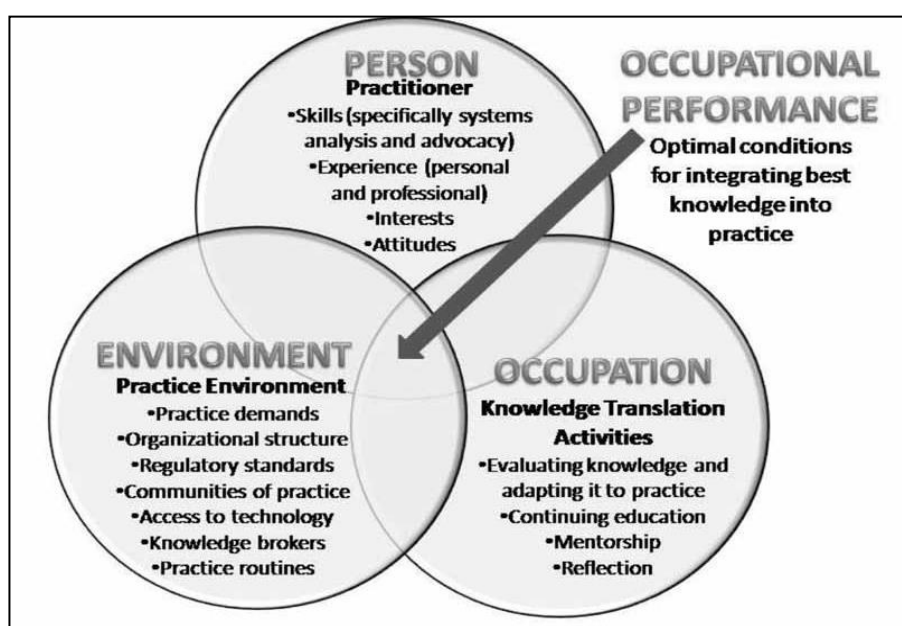 PERSON
Practitioner
•Skills (specifically systems
analysis and advocacy)
•Experience (personal
and professional)
•Interests
•Attitudes
OCCUPATIONAL
PERFORMANCE
Optimal conditions
for integrating best
knowledge into
practice
ENVIRONMENT
Practice Environment
•Practice demands
•Organizational structure
•Regulatory standards
•Communities of practice
•Access to technology
•Knowledge brokers
•Practice routines
OCCUPATION
Knowledge Translation
Activities
•Evaluating knowledge and
adapting it to practice
•Continuing education
•Mentorship
•Reflection